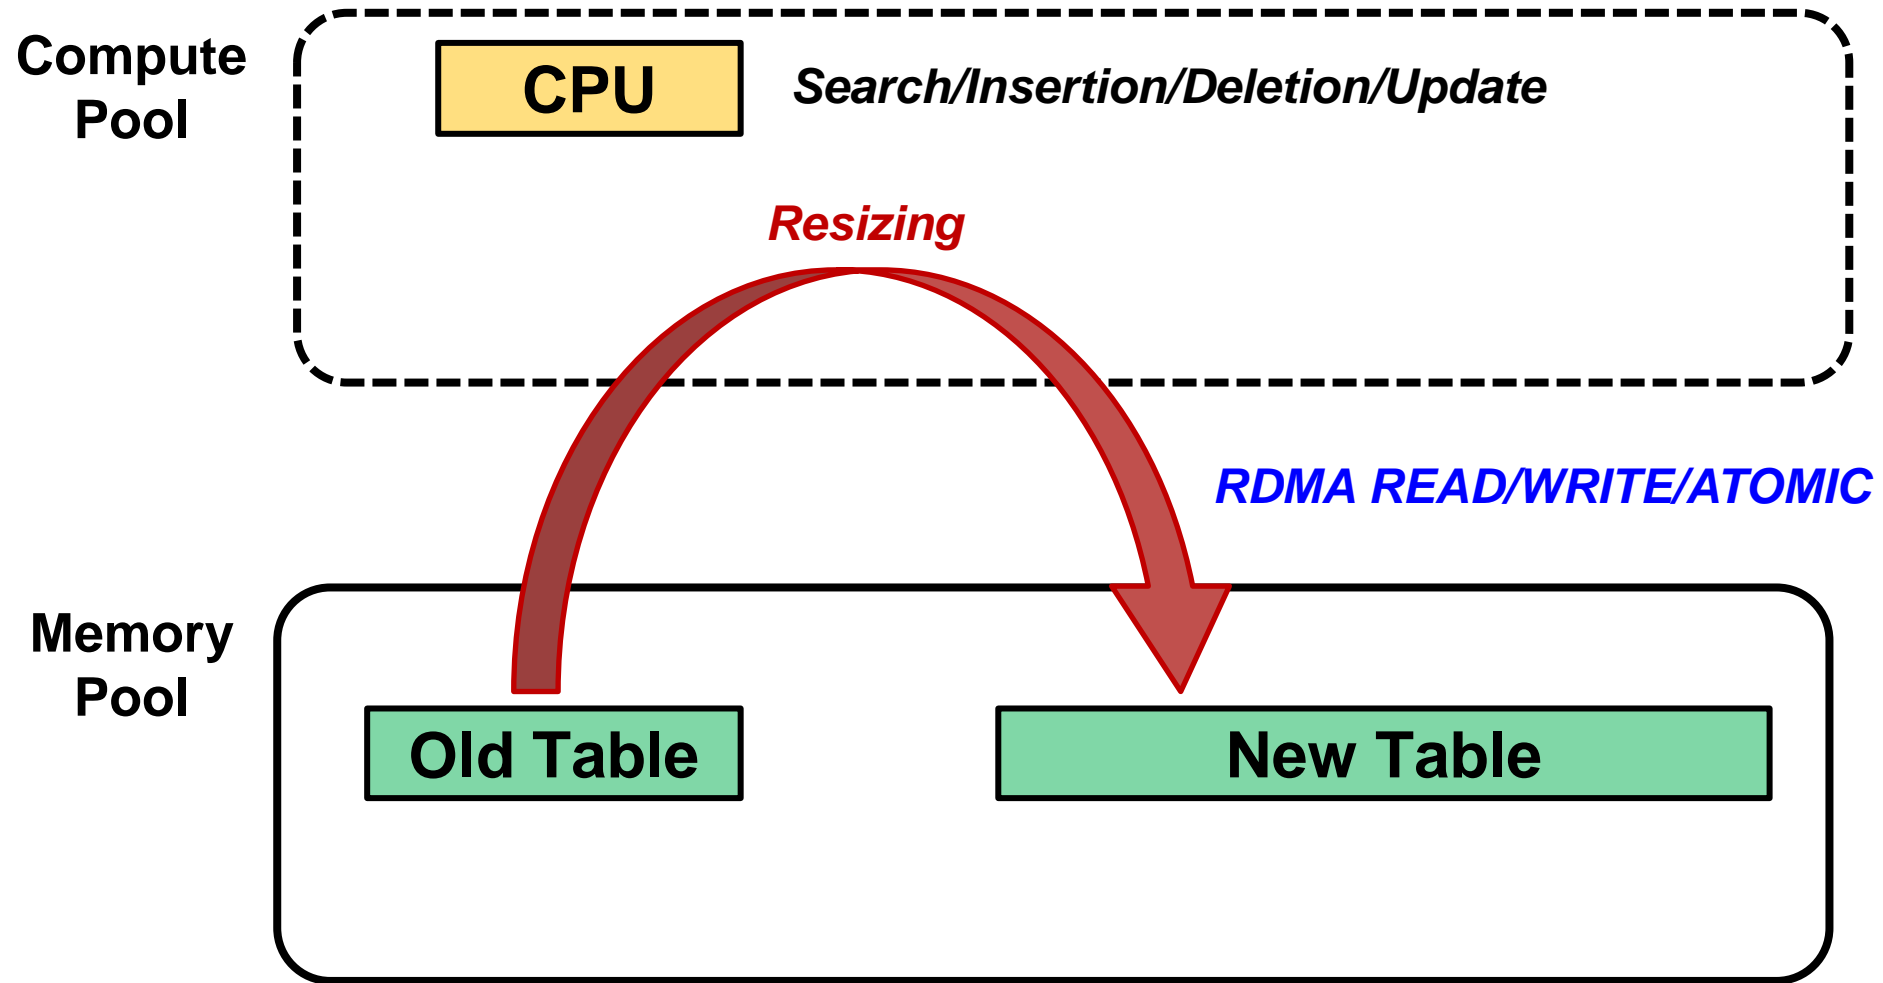 Compute
Pool
CPU
Search/Insertion/Deletion/Update
Resizing
RDMA READ/WRITE/ATOMIC
Memory
Pool
Old Table
New Table